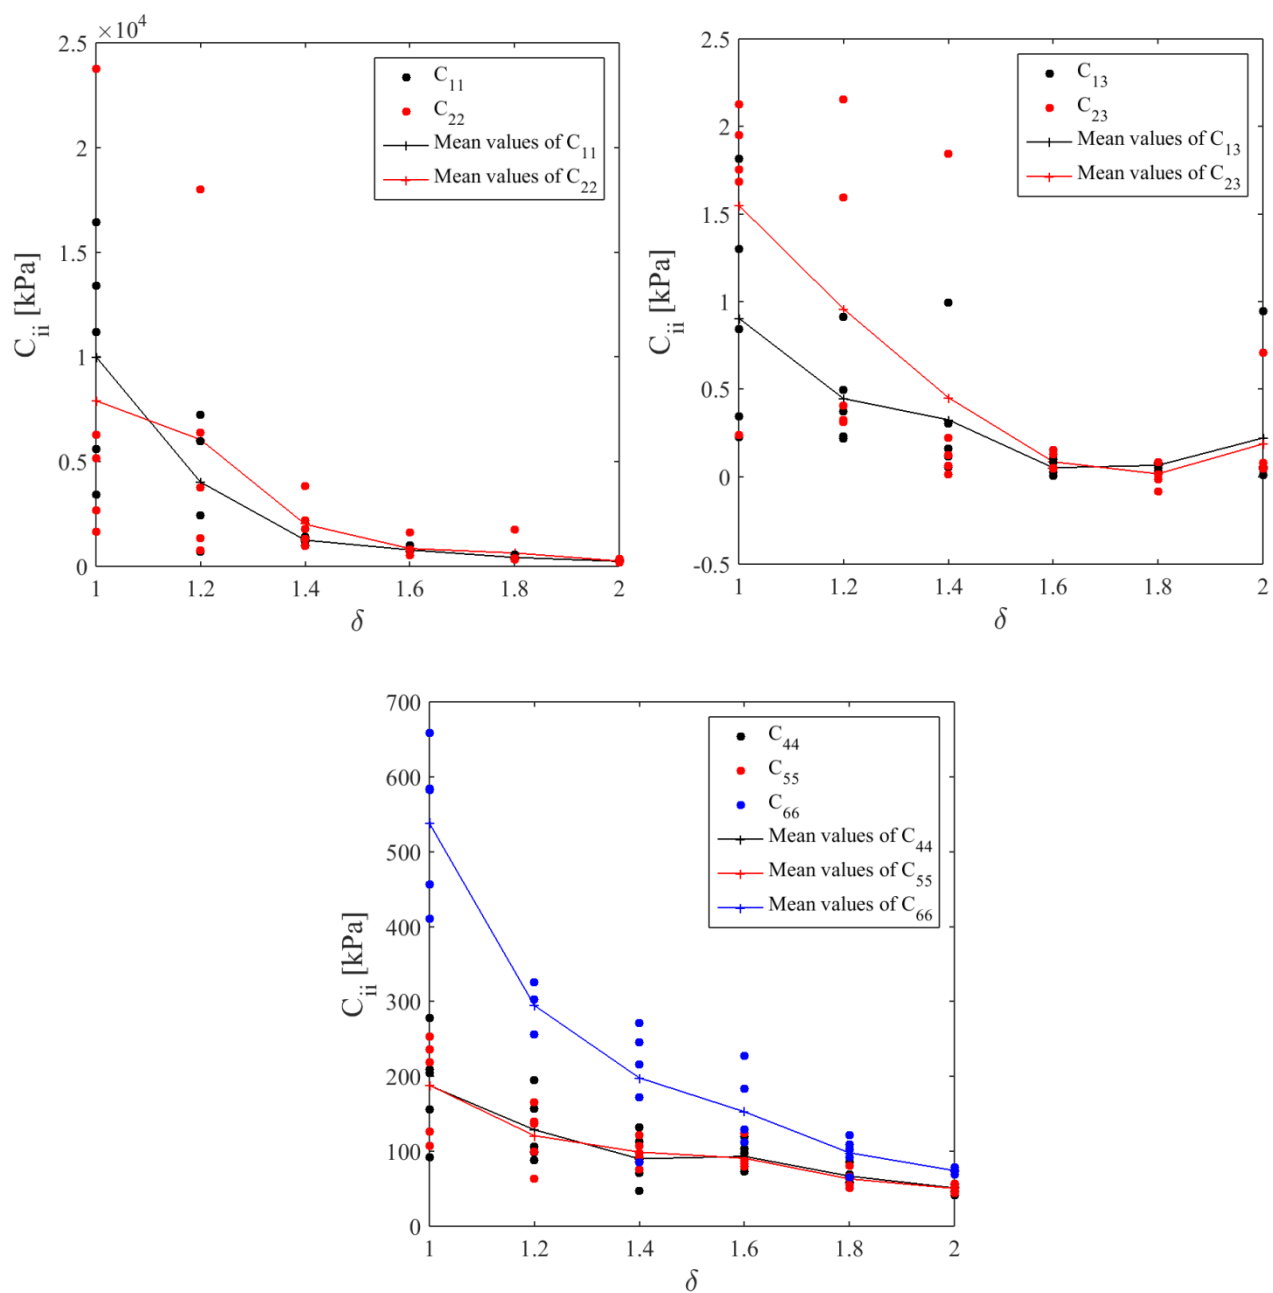 ×10⁴
2.5
2
1.5
1
0.5
0
C₁₁
C₂₂
Mean values of C₁₁
Mean values of C₂₂
C_ii [kPa]
1 1.2 1.4 1.6 1.8 2
δ
2.5
2
1.5
1
0.5
0
-0.5
C₁₃
C₂₃
Mean values of C₁₃
Mean values of C₂₃
C_ii [kPa]
1 1.2 1.4 1.6 1.8 2
δ
700
600
500
400
300
200
100
0
C₄₄
C₅₅
C₆₆
Mean values of C₄₄
Mean values of C₅₅
Mean values of C₆₆
C_ii [kPa]
1 1.2 1.4 1.6 1.8 2
δ